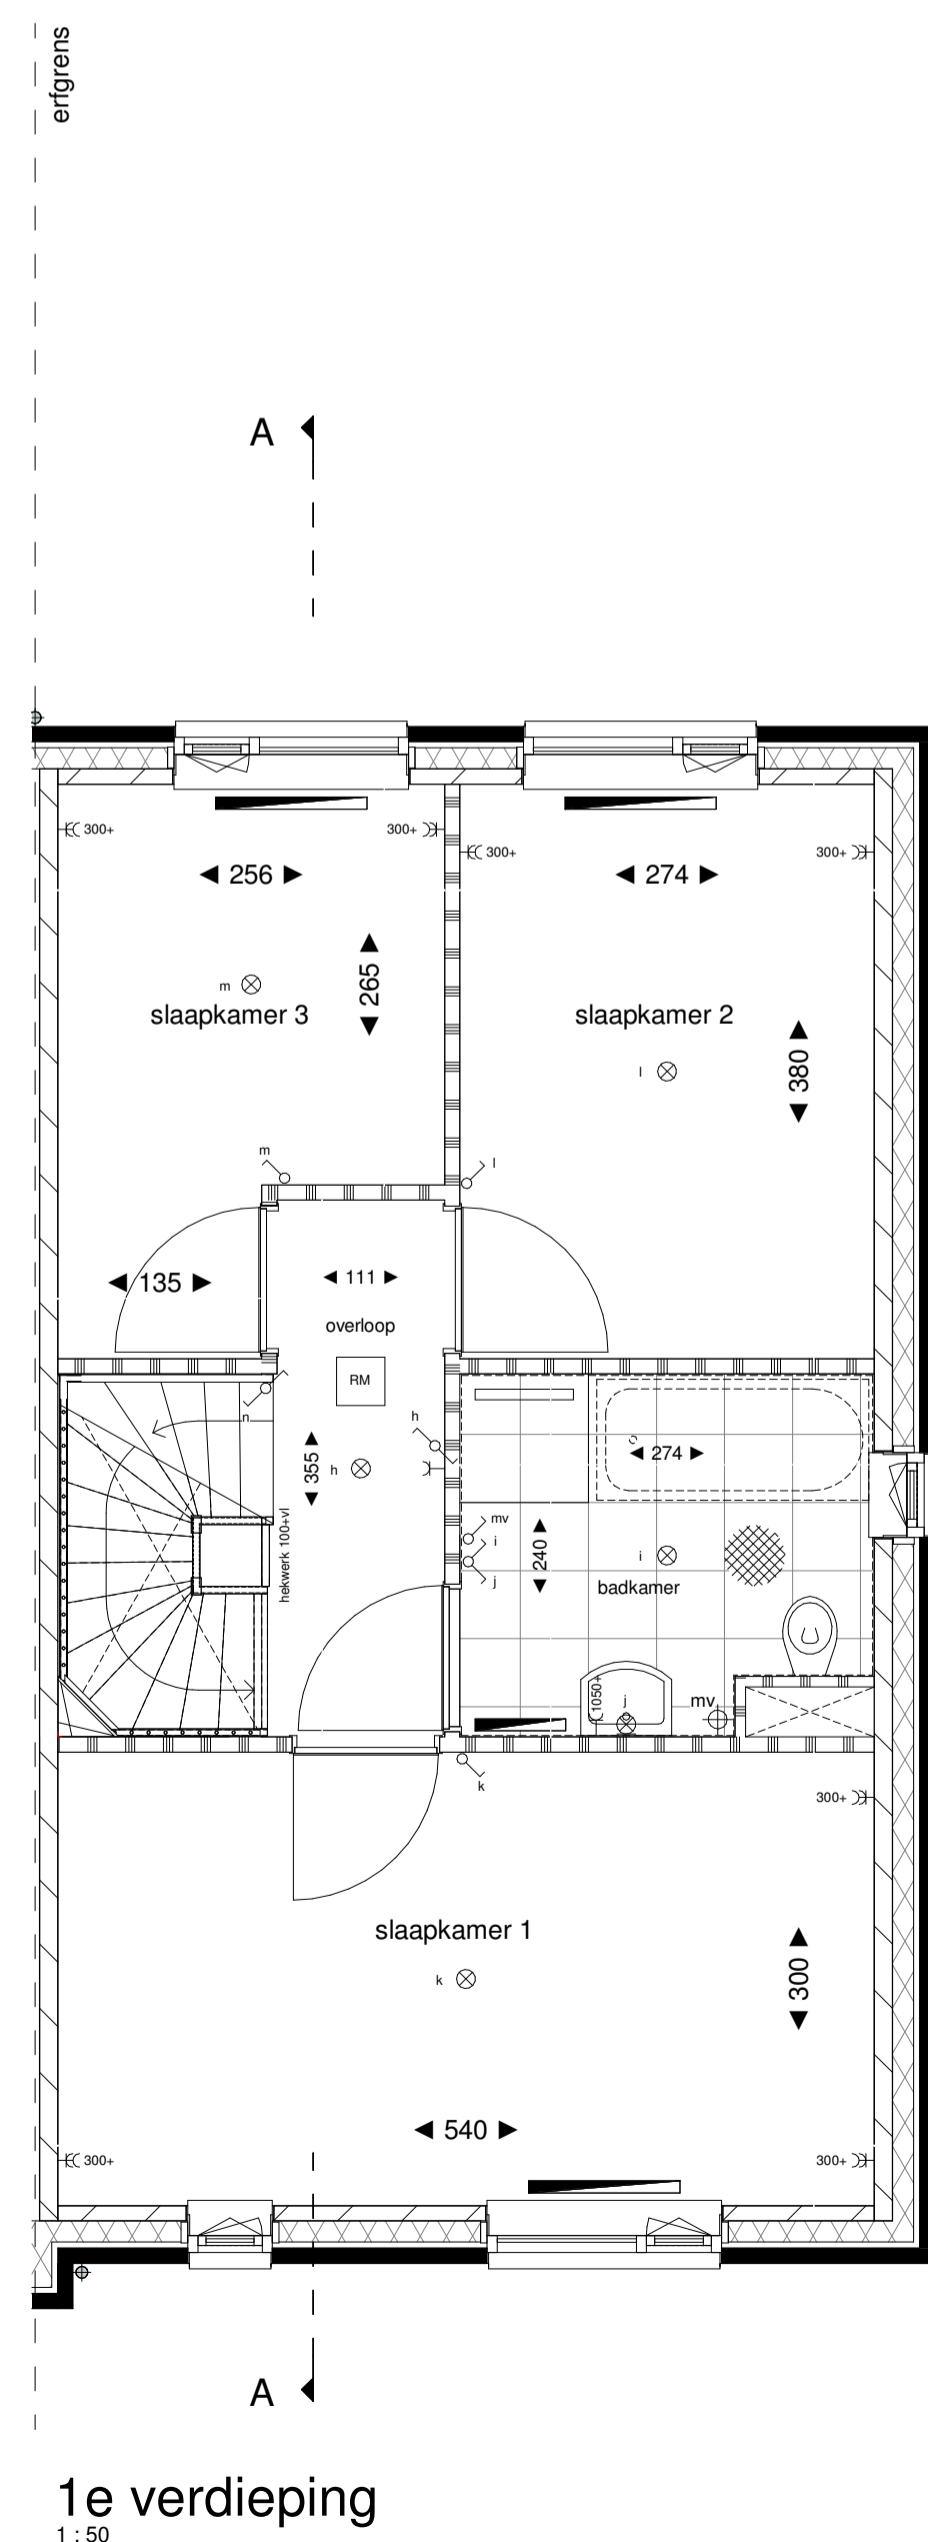 erfgrens
A
300+ 300+
300+ 300+
256 274
265
m
slaapkamer 3 slaapkamer 2
380
l
m l
135 111
overloop
RM
n h
274
355 h
hekwerk 100+vl
mv
i
240 i
j
badkamer
1050+ j mv
k
300+
slaapkamer 1
300
k
540
300+ 300+
A
1e verdieping
1 : 50